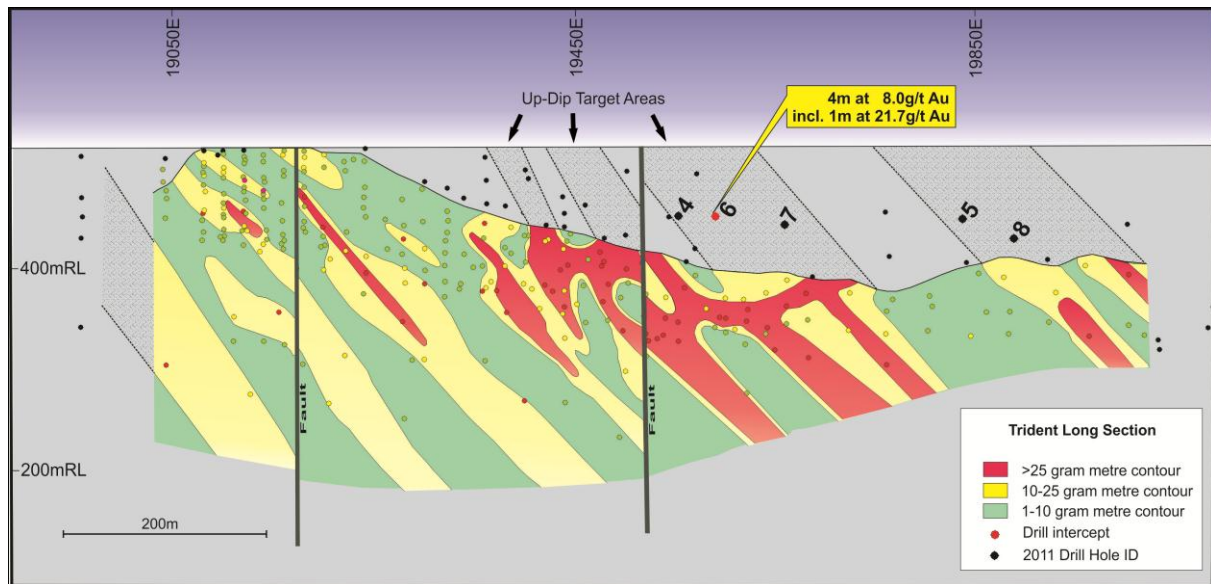 19050E
19450E
19850E
Up-Dip Target Areas
4m at 8.0g/t Au
incl. 1m at 21.7g/t Au
4
6
7
5
8
400mRL
200mRL
Fault
Fault
200m
Trident Long Section
>25 gram metre contour
10-25 gram metre contour
1-10 gram metre contour
Drill intercept
2011 Drill Hole ID